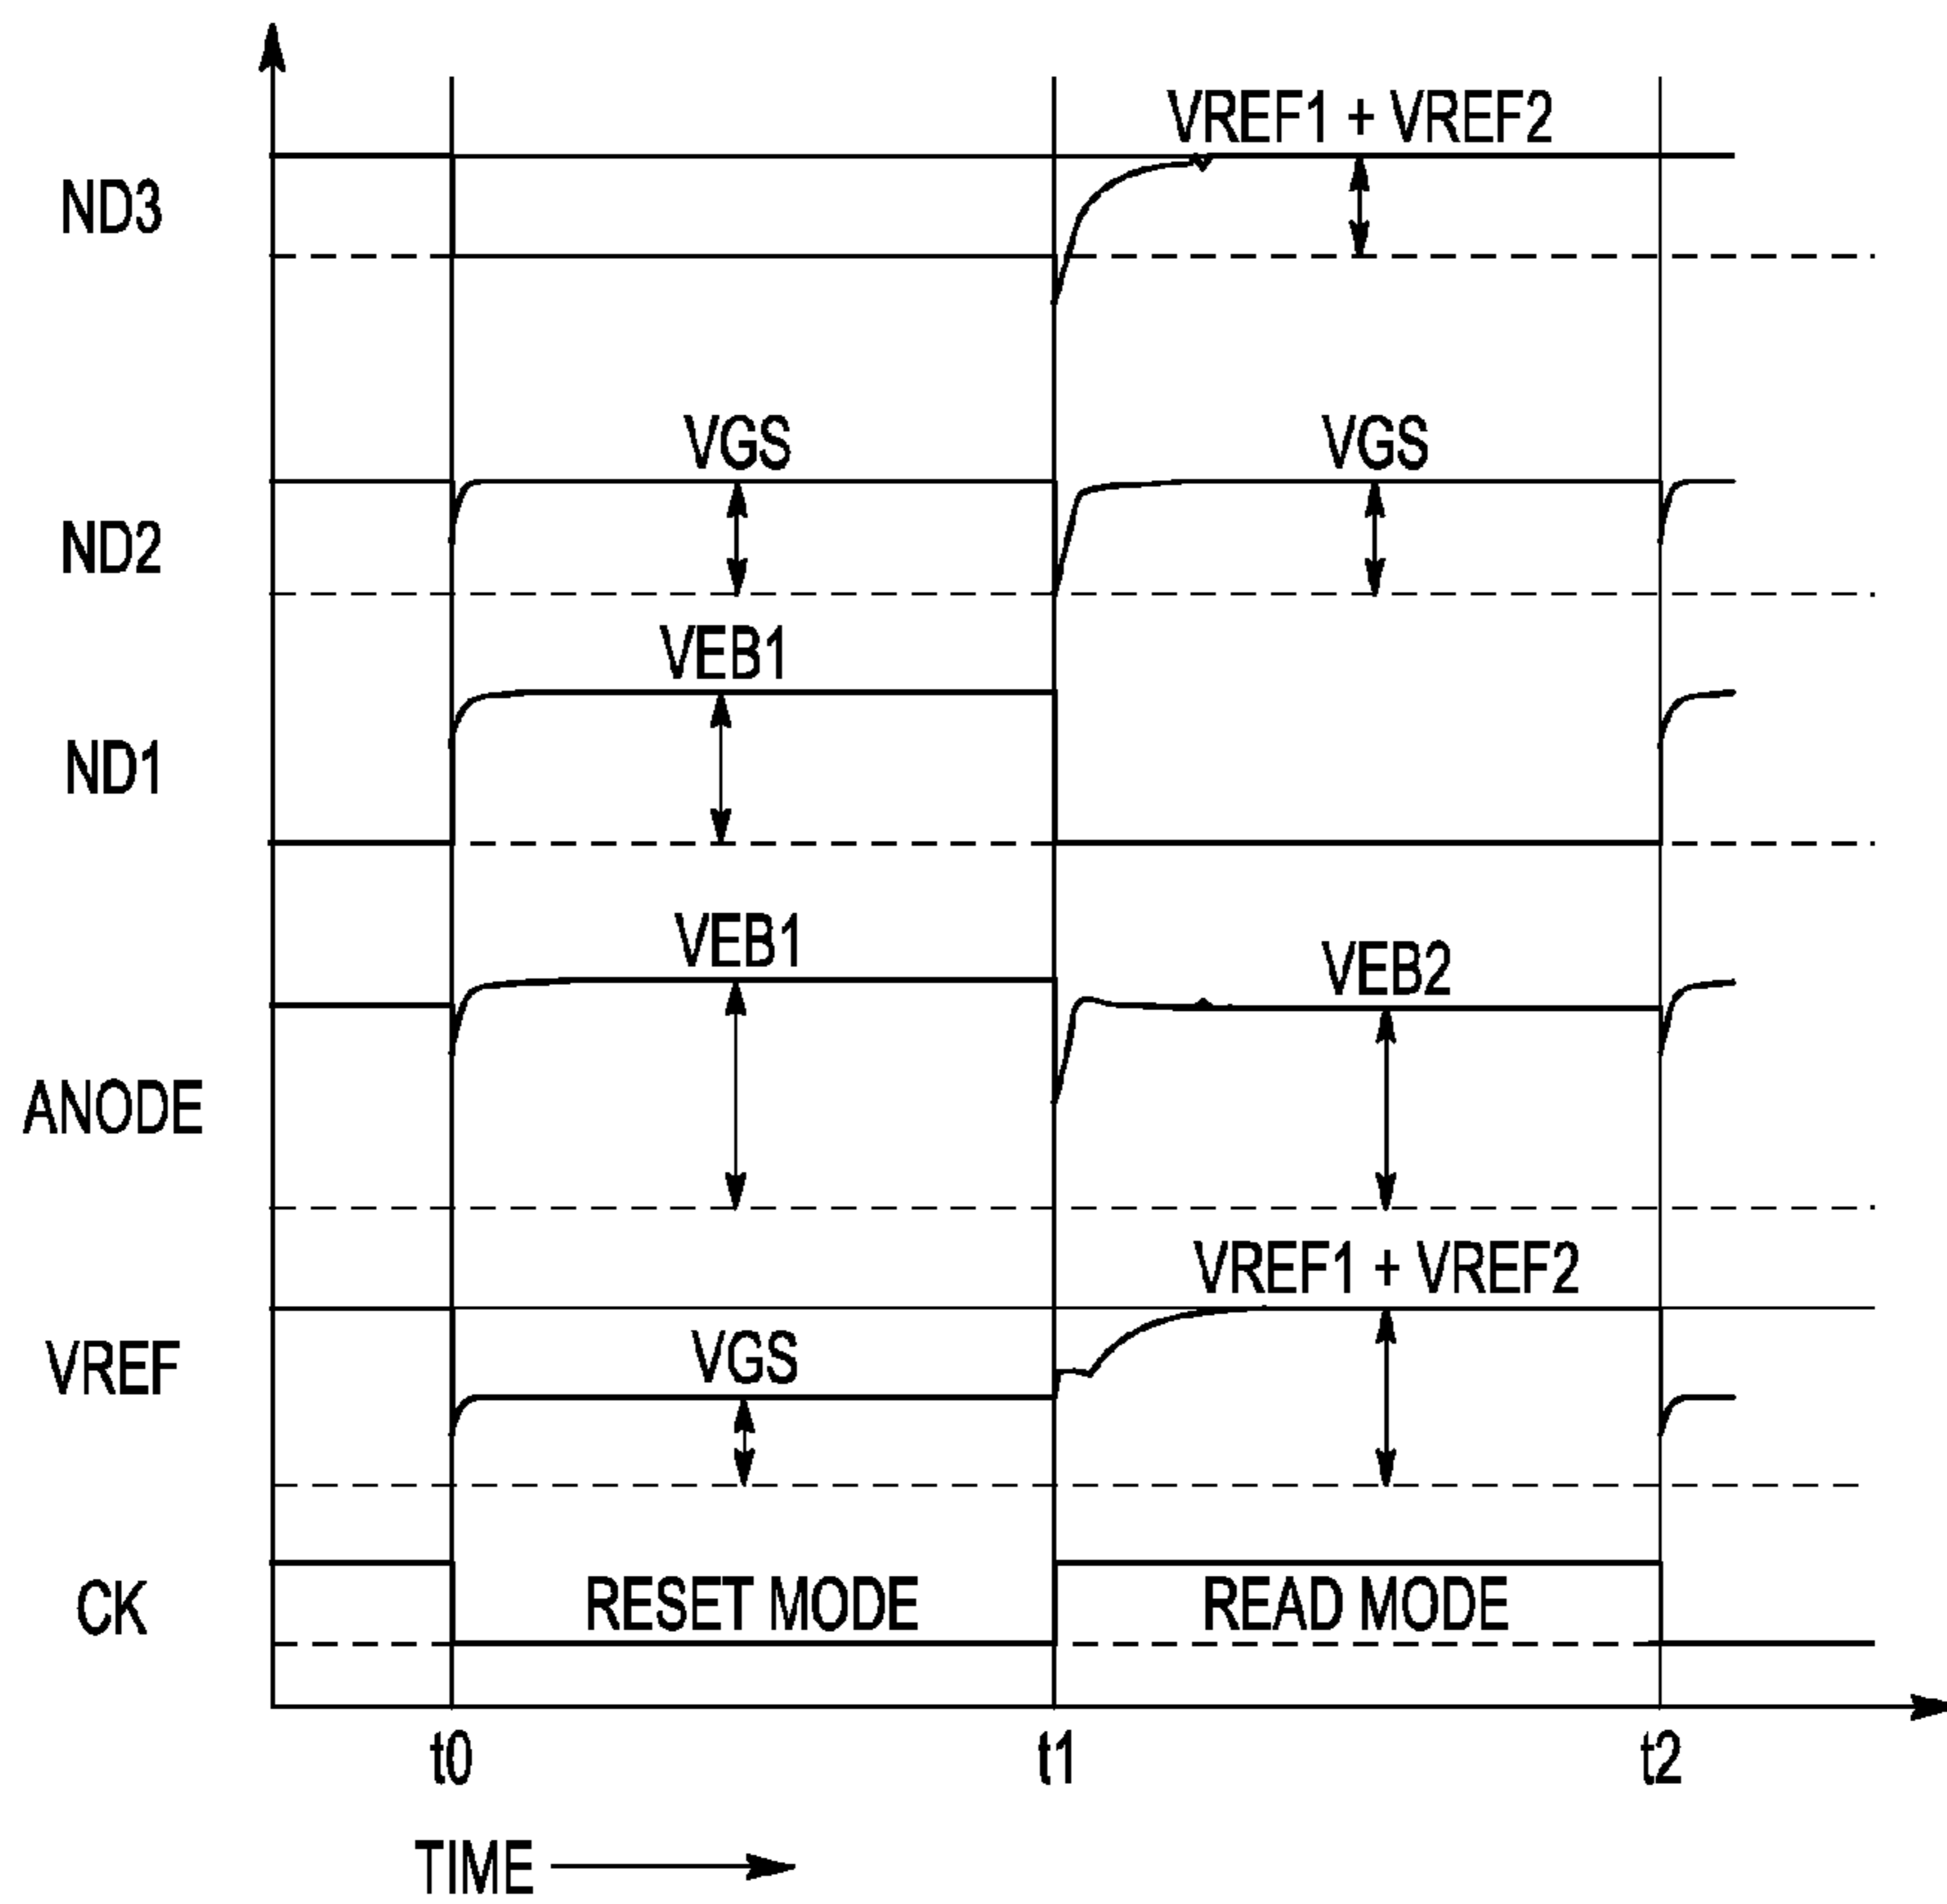 VREF1 + VREF2
ND3
VGS VGS
ND2
VEB1
ND1
VEB1 VEB2
ANODE
VREF1 + VREF2
VREF VGS
CK RESET MODE READ MODE
t0 t1 t2
TIME